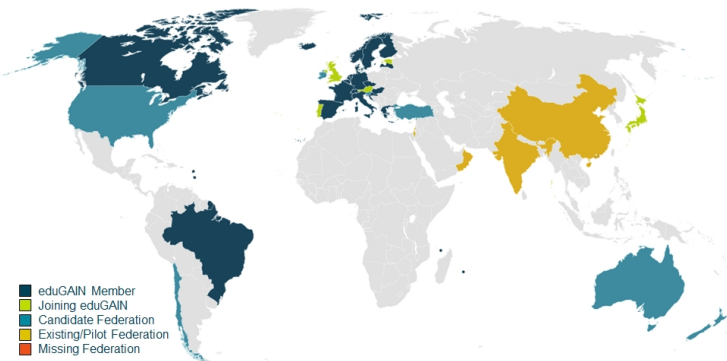 eduGAIN Member
Joining eduGAIN
Candidate Federation
Existing/Pilot Federation
Missing Federation